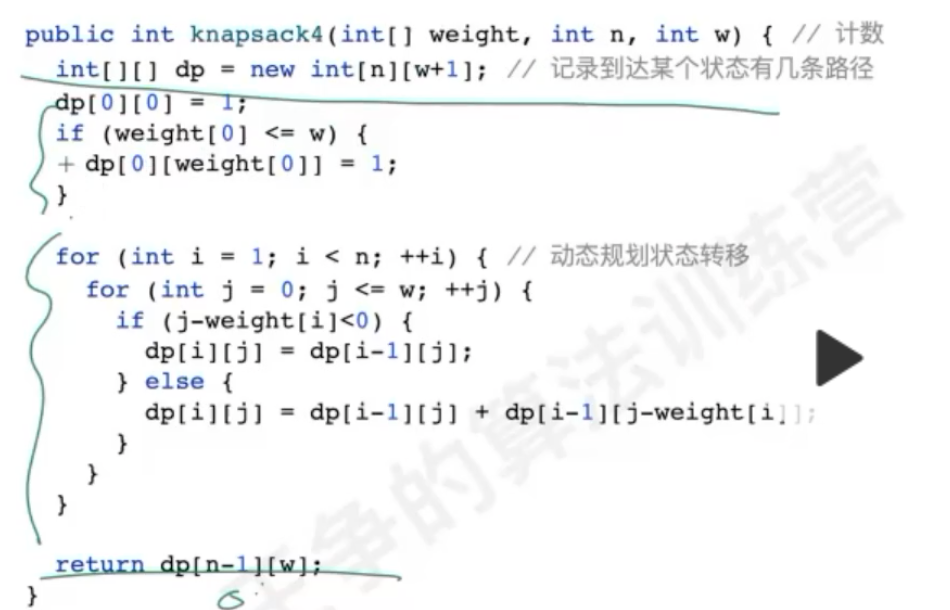 public int knapsack4(int[] weight, int n, int w) { // 计数
int[][] dp = new int[n][w+1]; // 记录到达某个状态有几条路径
dp[0][0] = 1;
if (weight[0] <= w) {
+ dp[0][weight[0]] = 1;
}
for (int i = 1; i < n; ++i) { // 动态规划状态转移
for (int j = 0; j <= w; ++j) {
if (j-weight[i]<0) {
dp[i][j] = dp[i-1][j];
} else {
dp[i][j] = dp[i-1][j] + dp[i-1][j-weight[i]];
}
}
}
return dp[n-1][w];
}
争的算法训练营